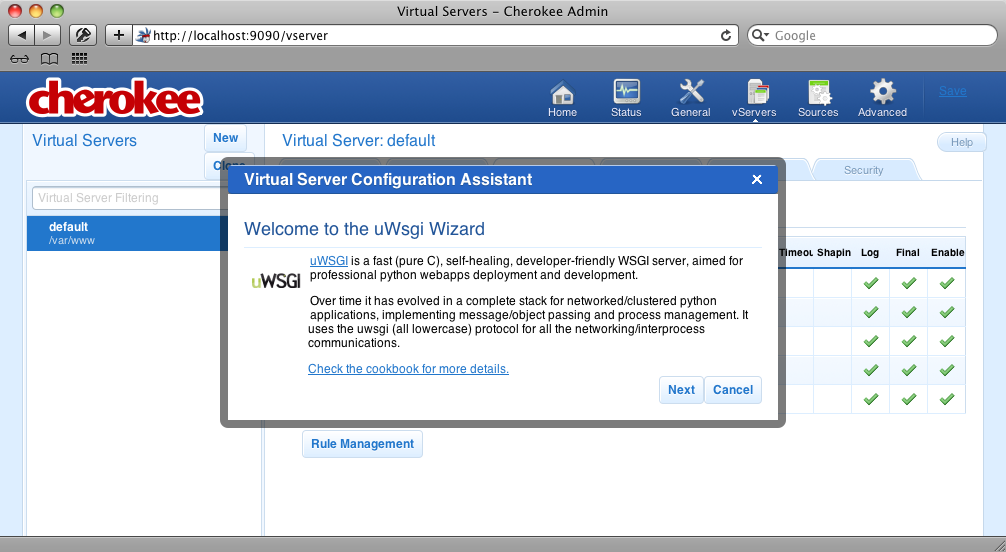 Virtual Servers – Cherokee Admin
http://localhost:9090/vserver
Google
cherokee
Home
Status
General
vServers
Sources
Advanced
Save
Virtual Servers
New
Virtual Server: default
Help
Security
Virtual Server Filtering
default
/var/www
Virtual Server Configuration Assistant
Welcome to the uWsgi Wizard
uWSGI
uWSGI is a fast (pure C), self-healing, developer-friendly WSGI server, aimed for
professional python webapps deployment and development.
Over time it has evolved in a complete stack for networked/clustered python
applications, implementing message/object passing and process management. It
uses the uwsgi (all lowercase) protocol for all the networking/interprocess
communications.
Check the cookbook for more details.
Next
Cancel
Shapin
Log
Final
Enable
Rule Management